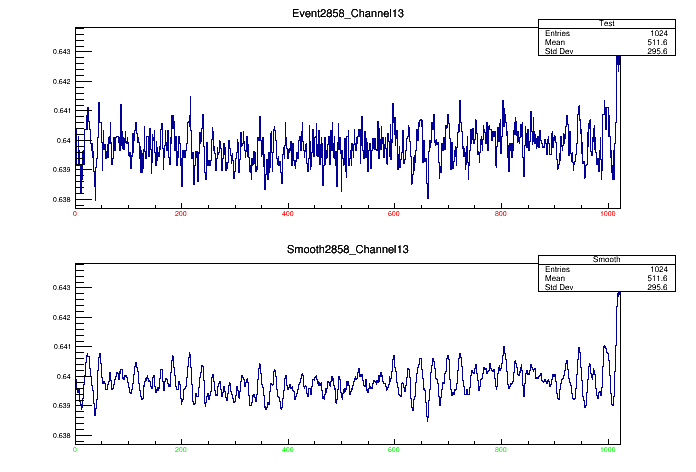 Event2858_Channel13
Test
Entries 1024
Mean 511.6
Std Dev 295.6
0.643
0.642
0.641
0.64
0.639
0.638
0 200 400 600 800 1000
Smooth2858_Channel13
Smooth
Entries 1024
Mean 511.6
Std Dev 295.6
0.643
0.642
0.641
0.64
0.639
0.638
0 200 400 600 800 1000